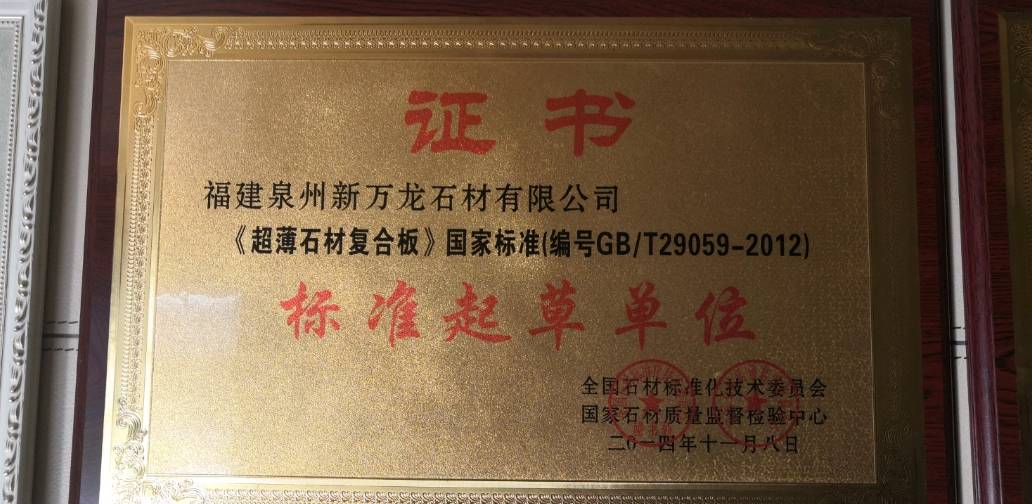 证书
福建泉州新万龙石材有限公司
《超薄石材复合板》国家标准(编号GB/T29059-2012)
标准起草单位
全国石材标准化技术委员会
国家石材质量监督检验中心
二〇一四年十一月八日